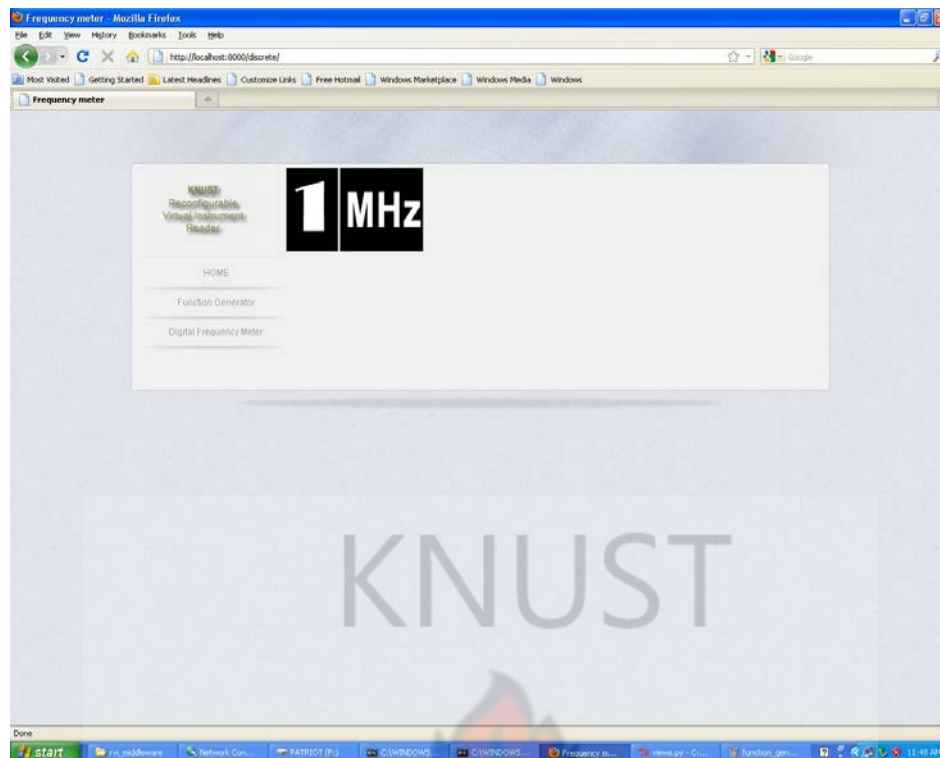 Frequency meter - Mozilla Firefox
File Edit View History Bookmarks Tools Help
http://localhost:8000/discrete/
Google
Most Visited Getting Started Latest Headlines Customize Links Free Hotmail Windows Marketplace Windows Media Windows
Frequency meter
KNUST
Reconfigurable
Virtual Instrument
Reader
1 MHz
HOME
Function Generator
Digital Frequency Meter
KNUST
Done
start rvi_middleware Network Con... PATRIOT (F:) C:\WINDOWS... C:\WINDOWS... Frequency m... views.py - C:... function_gen... 11:48 AM